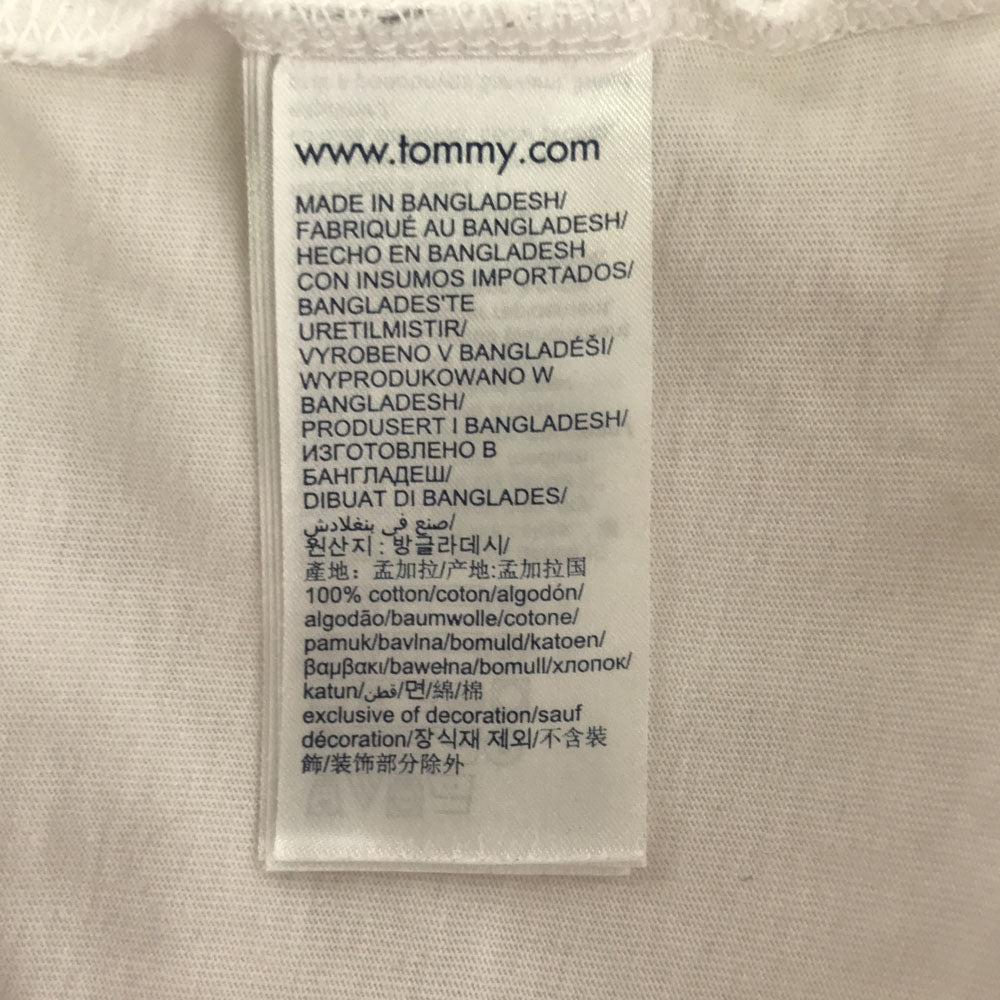 www.tommy.com
MADE IN BANGLADESH/
FABRIQUÉ AU BANGLADESH/
HECHO EN BANGLADESH
CON INSUMOS IMPORTADOS/
BANGLADES'TE
URETILMISTIR/
VYROBENO V BANGLADÉŠI/
WYPRODUKOWANO W
BANGLADESH/
PRODUSERT I BANGLADESH/
ИЗГОТОВЛЕНО В
БАНГЛАДЕШ/
DIBUAT DI BANGLADES/
صنع في بنغلادش/
원산지 : 방글라데시/
產地：孟加拉/产地:孟加拉国
100% cotton/coton/algodón/
algodão/baumwolle/cotone/
pamuk/bavlna/bomuld/katoen/
βαμβακι/bawełna/bomull/хлопок/
katun/قطن/면/綿/棉
exclusive of decoration/sauf
décoration/장식재 제외/不含裝
飾/装饰部分除外